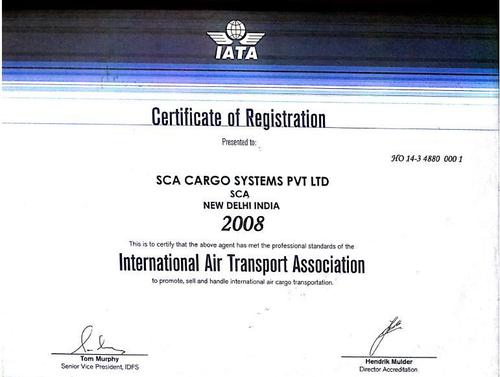 IATA
Certificate of Registration
Presented to:
HO 14-3 4880 000 1
SCA CARGO SYSTEMS PVT LTD
SCA
NEW DELHI INDIA
2008
This is to certify that the above agent has met the professional standards of the
International Air Transport Association
to promote, sell and handle international air cargo transportation.
Tom Murphy
Senior Vice President, IDFS
Hendrik Mulder
Director Accreditation